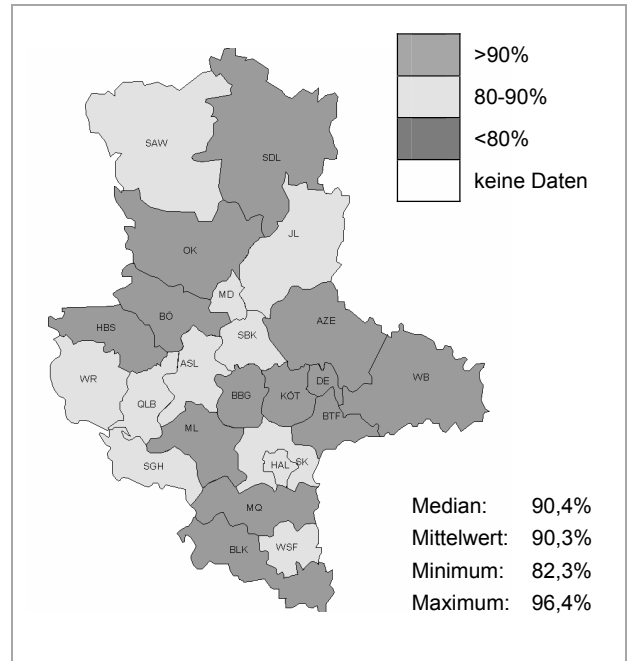 >90%
80-90%
<80%
keine Daten
SAW
SDL
OK
JL
MD
BÖ
HBS
AZE
SBK
ASL
WR
WB
DE
QLB
BBG
KÖT
BTF
ML
SGH
HAL
SK
MQ
BLK
WSF
Median: 90,4%
Mittelwert: 90,3%
Minimum: 82,3%
Maximum: 96,4%